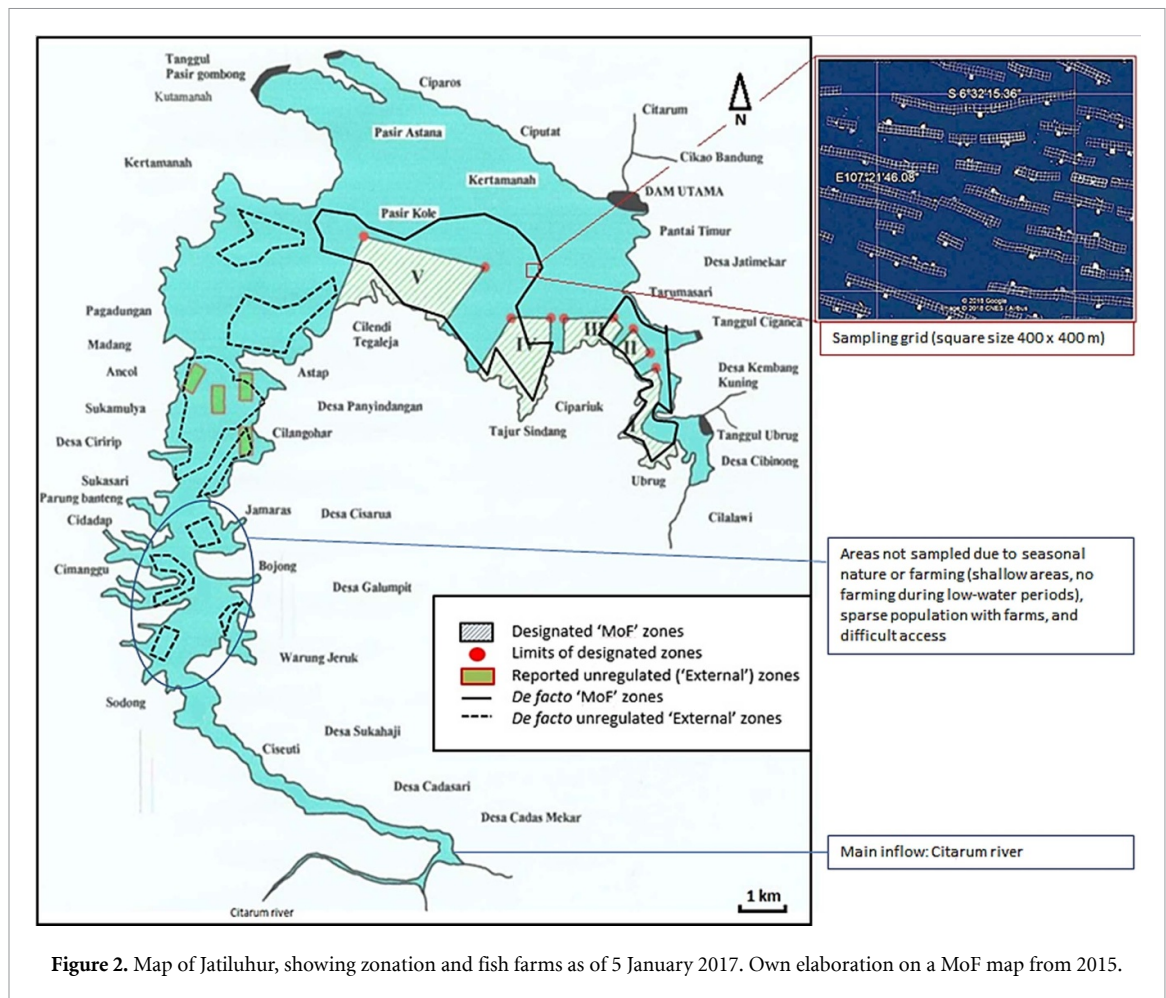 Tanggul
Pasir gombong
Kutamanah
Ciparos
Pasir Astana
Ciputat
N
Citarum
Cikao Bandung
Kertamanah
Kertamanah
DAM UTAMA
Pasir Kole
Pantai Timur
Desa Jatimekar
V
Tarumasari
Pagadungan
Cilendi
Tegaleja
IV
III
II
Tanggul Ciganca
Madang
Ancol
Astap
Desa Kembang
Kuning
Sukamulya
Desa Panyindangan
Cipariuk
I
Desa Ciririp
Cilangohar
Tajur Sindang
Tanggul Ubrug
Desa Cibinong
Sukasari
Ubrug
Parung banteng
Jamaras
Desa Cisarua
Cidadap
Cilalawi
Cimanggu
Bojong
Desa Galumpit
Warung Jeruk
Sodong
Desa Sukahaji
Ciseuti
Desa Cadasari
Desa Cadas Mekar
Citarum river
1 km
Designated 'MoF' zones
Limits of designated zones
Reported unregulated ('External') zones
De facto 'MoF' zones
De facto unregulated 'External' zones
S 6°32'15.36"
E107°21'46.08"
© 2018 Google
Image © 2018 CNES / Airbus
Sampling grid (square size 400 x 400 m)
Areas not sampled due to seasonal
nature or farming (shallow areas, no
farming during low-water periods),
sparse population with farms, and
difficult access
Main inflow: Citarum river
Figure 2. Map of Jatiluhur, showing zonation and fish farms as of 5 January 2017. Own elaboration on a MoF map from 2015.